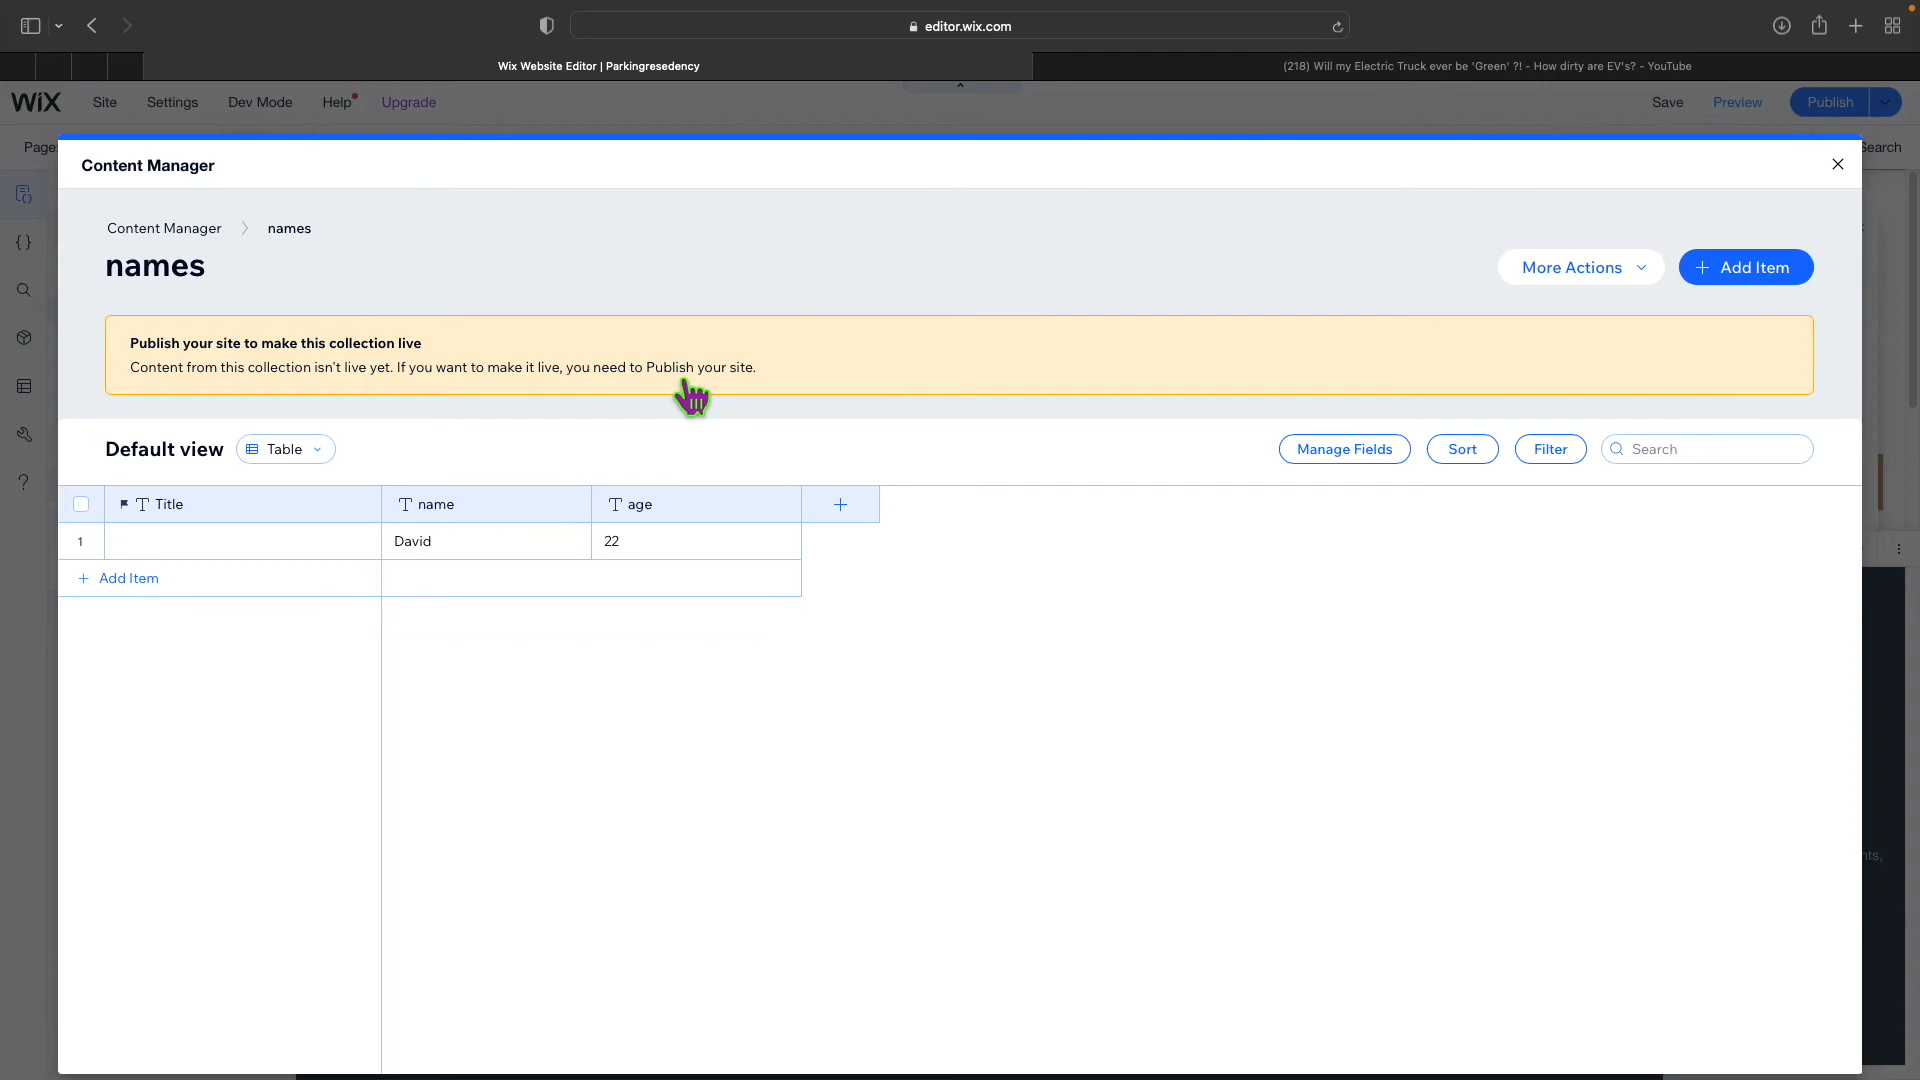 editor.wix.com
Wix Website Editor | Parkingresedency
(218) Will my Electric Truck ever be 'Green' ?! - How dirty are EV's? - YouTube
WiX Site Settings Dev Mode Help Upgrade Save Preview Publish
Page: Search
Content Manager
Content Manager names
names
More Actions Add Item
Publish your site to make this collection live
Content from this collection isn't live yet. If you want to make it live, you need to Publish your site.
Default view Table Manage Fields Sort Filter Search
Title name age
1 David 22
Add Item
nts,